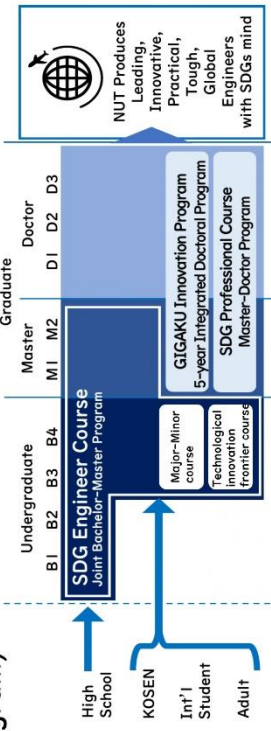 gram)
Graduate
Undergraduate
Master
Doctor
B1 B2 B3 B4 M1 M2 D1 D2 D3
High
School
KOSEN
Int'l
Student
Adult
SDG Engineer Course
Joint Bachelor-Master Program
Major-Minor
course
Technological
innovation
frontier course
GIGAKU Innovation Program
5-year Integrated Doctoral Program
SDG Professional Course
Master-Doctor Program
NUT Produces
Leading,
Innovative,
Practical,
Tough,
Global
Engineers
with SDGs mind